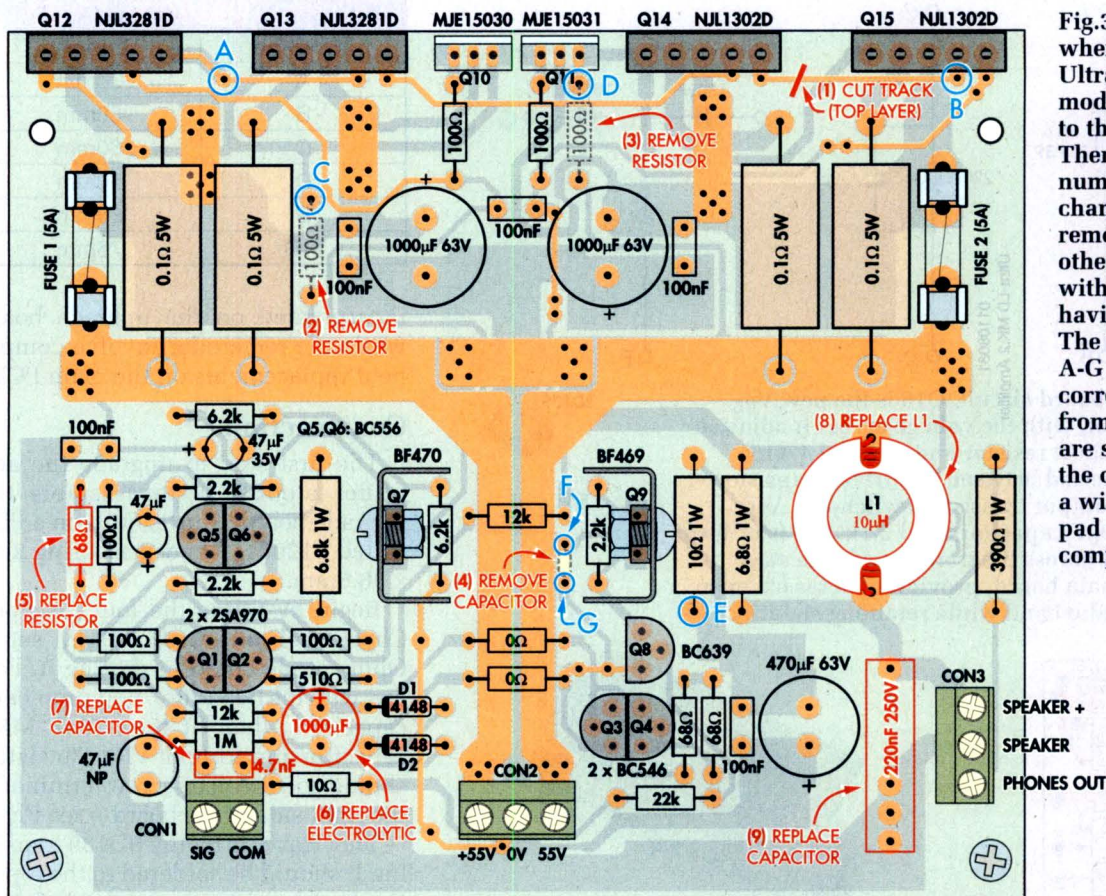 Q12 NJL3281D Q13 NJL3281D MJE15030 MJE15031 Q14 NJL1302D Q15 NJL1302D
A
Q10
Q11
D
B
(1) CUT TRACK
(TOP LAYER)
100Ω
100Ω
100Ω
(3) REMOVE
RESISTOR
C
FUSE 1 (5A)
0.1Ω 5W
0.1Ω 5W
100Ω
100nF
+
1000µF 63V
100nF
1000µF 63V
+
100nF
0.1Ω 5W
0.1Ω 5W
FUSE 2 (5A)
(2) REMOVE
RESISTOR
6.2k
100nF
+
47µF
35V
Q5,Q6: BC556
BF470
BF469
(8) REPLACE L1
2.2k
47µF
+
68Ω
100Ω
Q5 Q6
6.8k 1W
Q7
6.2k
12k
F
2.2k
Q9
10Ω 1W
6.8Ω 1W
L1
10µH
390Ω 1W
(5) REPLACE
RESISTOR
2.2k
(4) REMOVE
CAPACITOR
G
E
2 x 2SA970
100Ω
Q1 Q2
100Ω
0Ω
Q8
BC639
470µF 63V
100Ω
510Ω
0Ω
CON3
(7) REPLACE
CAPACITOR
12k
+
1000µF
D1
4148
Q3 Q4
68Ω
68Ω
220nF 250V
SPEAKER +
1M
4148
D2
SPEAKER
47µF
NP
4.7nF
CON2
2 x BC546
100nF
+
PHONES OUT
10Ω
22k
CON1
(6) REPLACE
ELECTROLYTIC
(9) REPLACE
CAPACITOR
SIG COM
+55V 0V 55V
Fig.3
whe
Ultra
mod
to th
Ther
num
chan
remo
othe
with
havi
The
A-G
corre
from
are s
the c
a wi
pad
comp